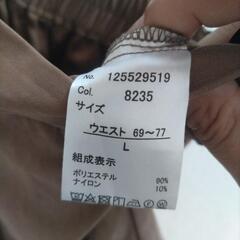 No. 125529519
Col. 8235
サイズ
ウエスト 69～77
L
組成表示
ポリエステル 90%
ナイロン 10%